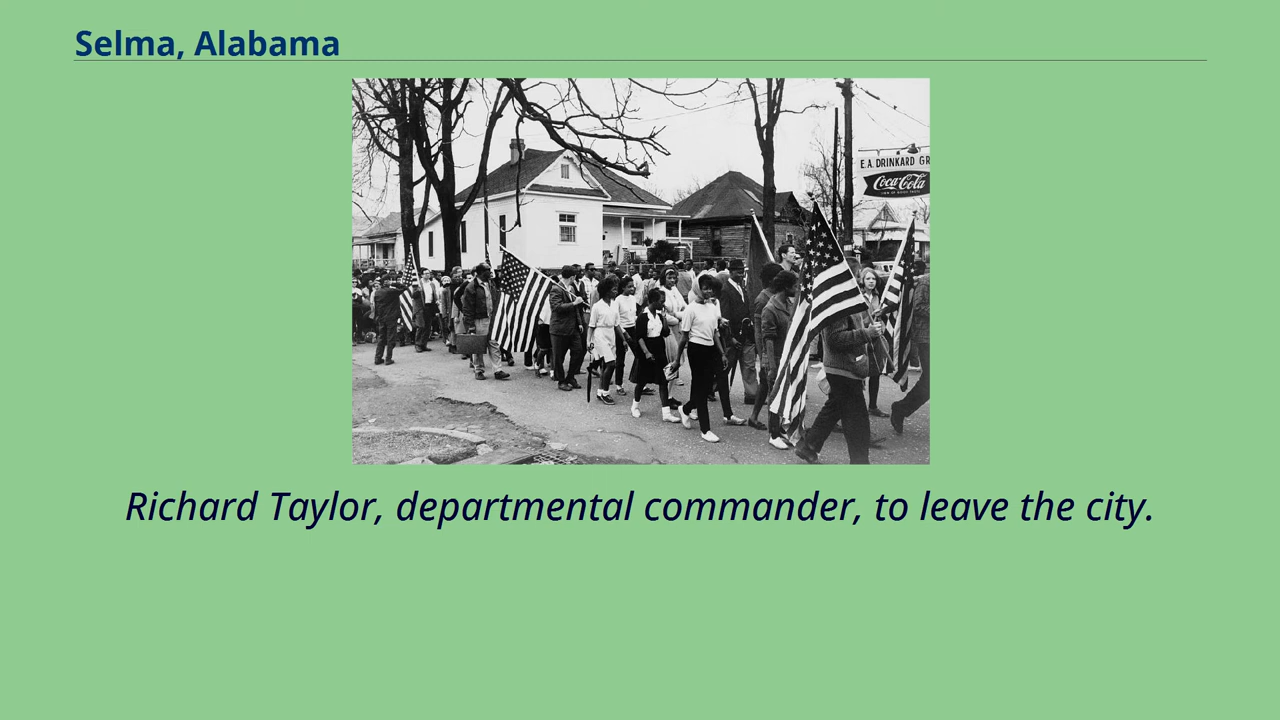 Selma, Alabama
E.A. DRINKARD GR
Coca-Cola
Richard Taylor, departmental commander, to leave the city.